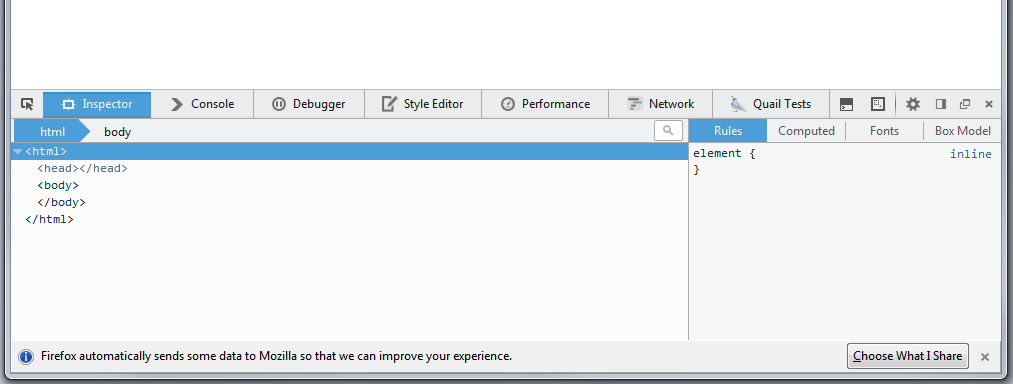 Inspector Console Debugger Style Editor Performance Network Quail Tests
html body Rules Computed Fonts Box Model
<html>
<head></head>
<body>
</body>
</html>
element { inline
}
Firefox automatically sends some data to Mozilla so that we can improve your experience. Choose What I Share